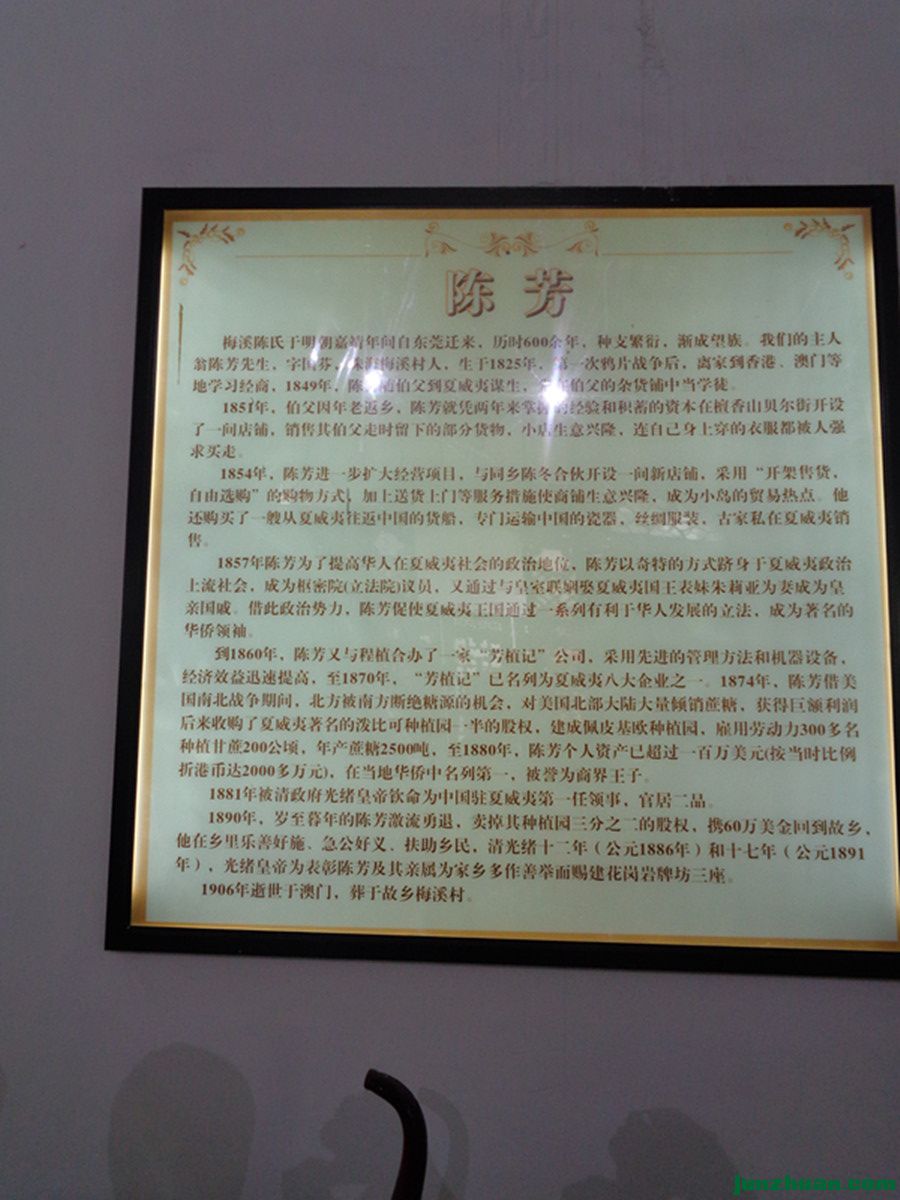 陈芳
梅溪陈氏于明朝嘉靖年间自东莞迁来，历时600余年，种支繁衍，渐成望族。我们的主人
翁陈芳先生，字国芬，珠海梅溪村人，生于1825年，第一次鸦片战争后，离家到香港、澳门等
地学习经商，1849年，陈芳随伯父到夏威夷谋生，在伯父的杂货铺中当学徒。
1851年，伯父因年老返乡，陈芳就凭两年来掌握的经验和积蓄的资本在檀香山贝尔街开设
了一间店铺，销售其伯父走时留下的部分货物，小店生意兴隆，连自己身上穿的衣服都被人强
求买走。
1854年，陈芳进一步扩大经营项目，与同乡陈冬合伙开设一间新店铺，采用“开架售货，
自由选购”的购物方式，加上送货上门等服务措施使商铺生意兴隆，成为小岛的贸易热点。他
还购买了一艘从夏威夷往返中国的货船，专门运输中国的瓷器，丝绸服装，古家私在夏威夷销
售。
1857年陈芳为了提高华人在夏威夷社会的政治地位，陈芳以奇特的方式跻身于夏威夷政治
上流社会，成为枢密院(立法院)议员，又通过与皇室联姻娶夏威夷国王表妹朱莉亚为妻成为皇
亲国戚。借此政治势力，陈芳促使夏威夷王国通过一系列有利于华人发展的立法，成为著名的
华侨领袖。
到1860年，陈芳又与程植合办了一家“芳植记”公司，采用先进的管理方法和机器设备，
经济效益迅速提高，至1870年，“芳植记”已名列为夏威夷八大企业之一。1874年，陈芳借美
国南北战争期间，北方被南方断绝糖源的机会，对美国北部大陆大量倾销蔗糖，获得巨额利润
后来收购了夏威夷著名的泼比可种植园一半的股权，建成佩皮基欧种植园，雇用劳动力300多名
种植甘蔗200公顷，年产蔗糖2500吨，至1880年，陈芳个人资产已超过一百万美元(按当时比例
折港币达2000多万元)，在当地华侨中名列第一，被誉为商界王子。
1881年被清政府光绪皇帝钦命为中国驻夏威夷第一任领事，官居二品。
1890年，岁至暮年的陈芳激流勇退，卖掉其种植园三分之二的股权，携60万美金回到故乡，
他在乡里乐善好施、急公好义、扶助乡民，清光绪十二年（公元1886年）和十七年（公元1891
年），光绪皇帝为表彰陈芳及其亲属为家乡多作善举而赐建花岗岩牌坊三座。
1906年逝世于澳门，葬于故乡梅溪村。
junzhuan.com